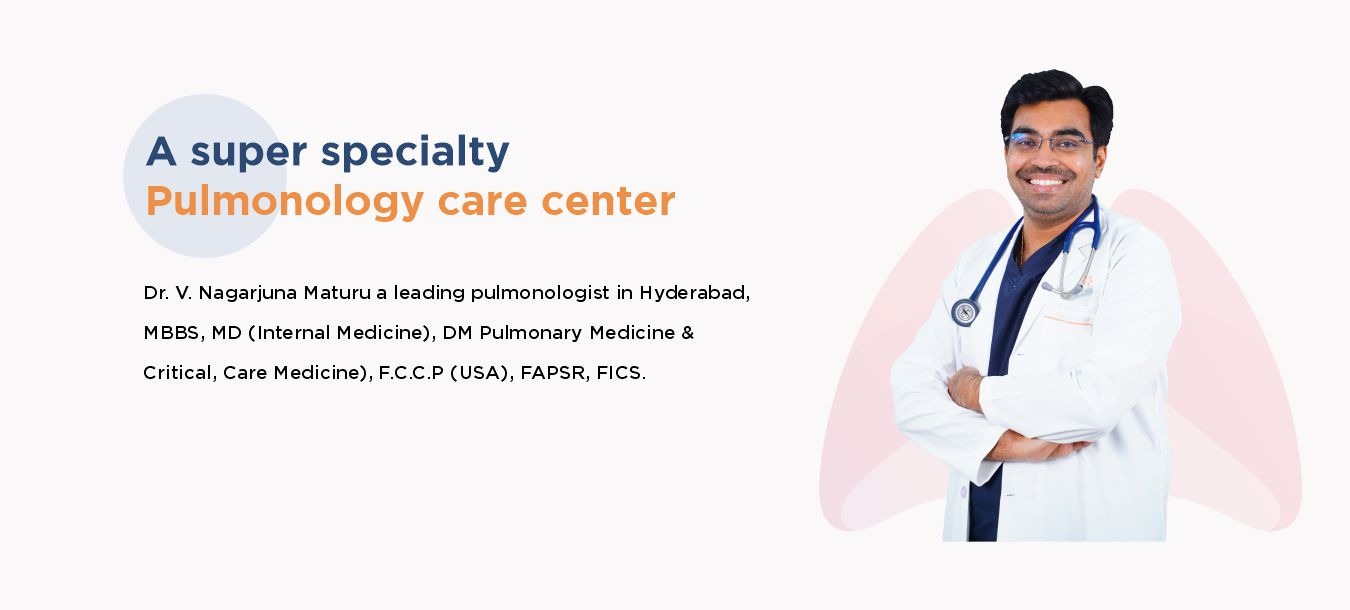 A super specialty
Pulmonology care center
Dr. V. Nagarjuna Maturu a leading pulmonologist in Hyderabad,
MBBS, MD (Internal Medicine), DM Pulmonary Medicine &
Critical, Care Medicine), F.C.C.P (USA), FAPSR, FICS.